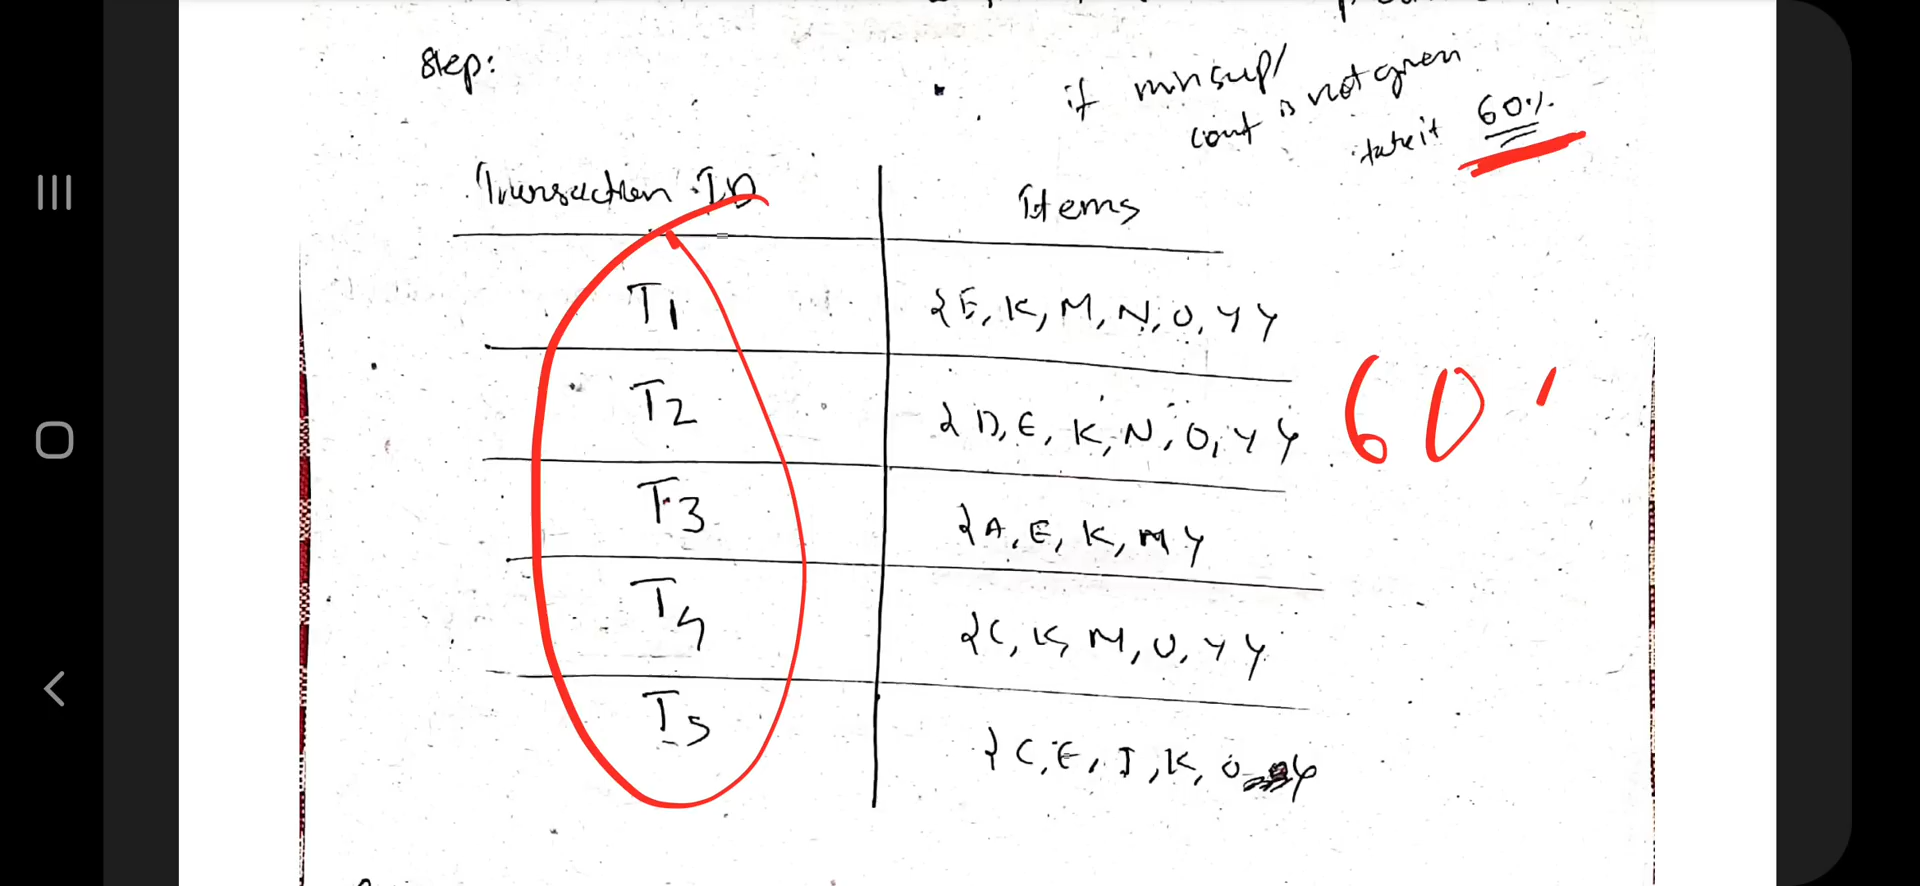 Step:
if minsup/
count is not given
take it 60%
Transaction ID
Items
T1
{E, K, M, N, O, Y}
T2
{D, E, K, N, O, Y}
60
T3
{A, E, K, M}
T4
{C, K, M, O, Y}
T5
{C, E, I, K, O}